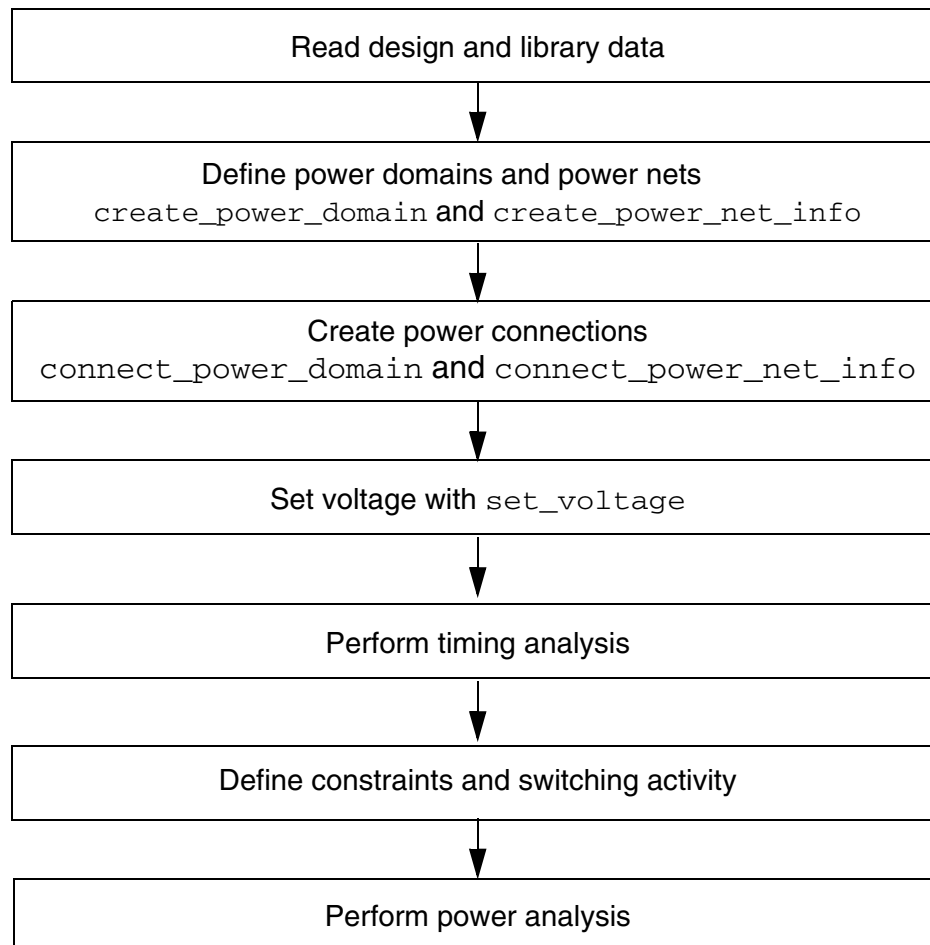 Read design and library data
Define power domains and power nets
create_power_domain and create_power_net_info
Create power connections
connect_power_domain and connect_power_net_info
Set voltage with set_voltage
Perform timing analysis
Define constraints and switching activity
Perform power analysis